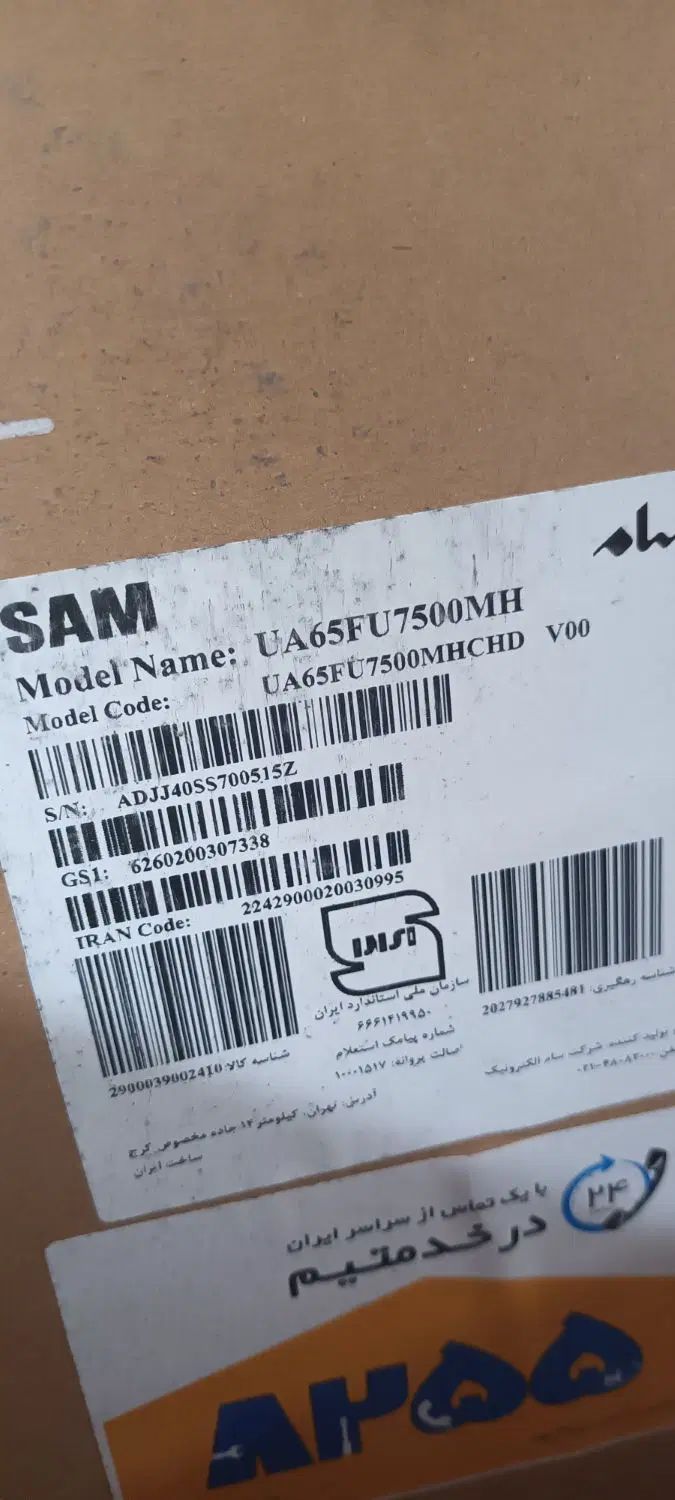 سام
SAM
Model Name: UA65FU7500MH
Model Code: UA65FU7500MHCHD V00
S/N: ADJJ40SS700515Z
GS1: 6260200307338
IRAN Code: 2242900020030995
سازمان ملی استاندارد ایران
۶۶۶۱۴۱۹۹۵۰
شماره پیامک استعلام
اصالت پروانه: ۱۰۰۰۱۵۱۷
شناسه کالا: 2900039002410
شناسه رهگیری: 2027927885481
تولید کننده: شرکت سام الکترونیک
۰۲۱-۴۸۰۸۴۰۰۰
آدرس: تهران، کیلومتر ۱۴ جاده مخصوص کرج
ساخت ایران
۲۴
با یک تماس از سراسر ایران
در خدمتیم
۸۲۵۵